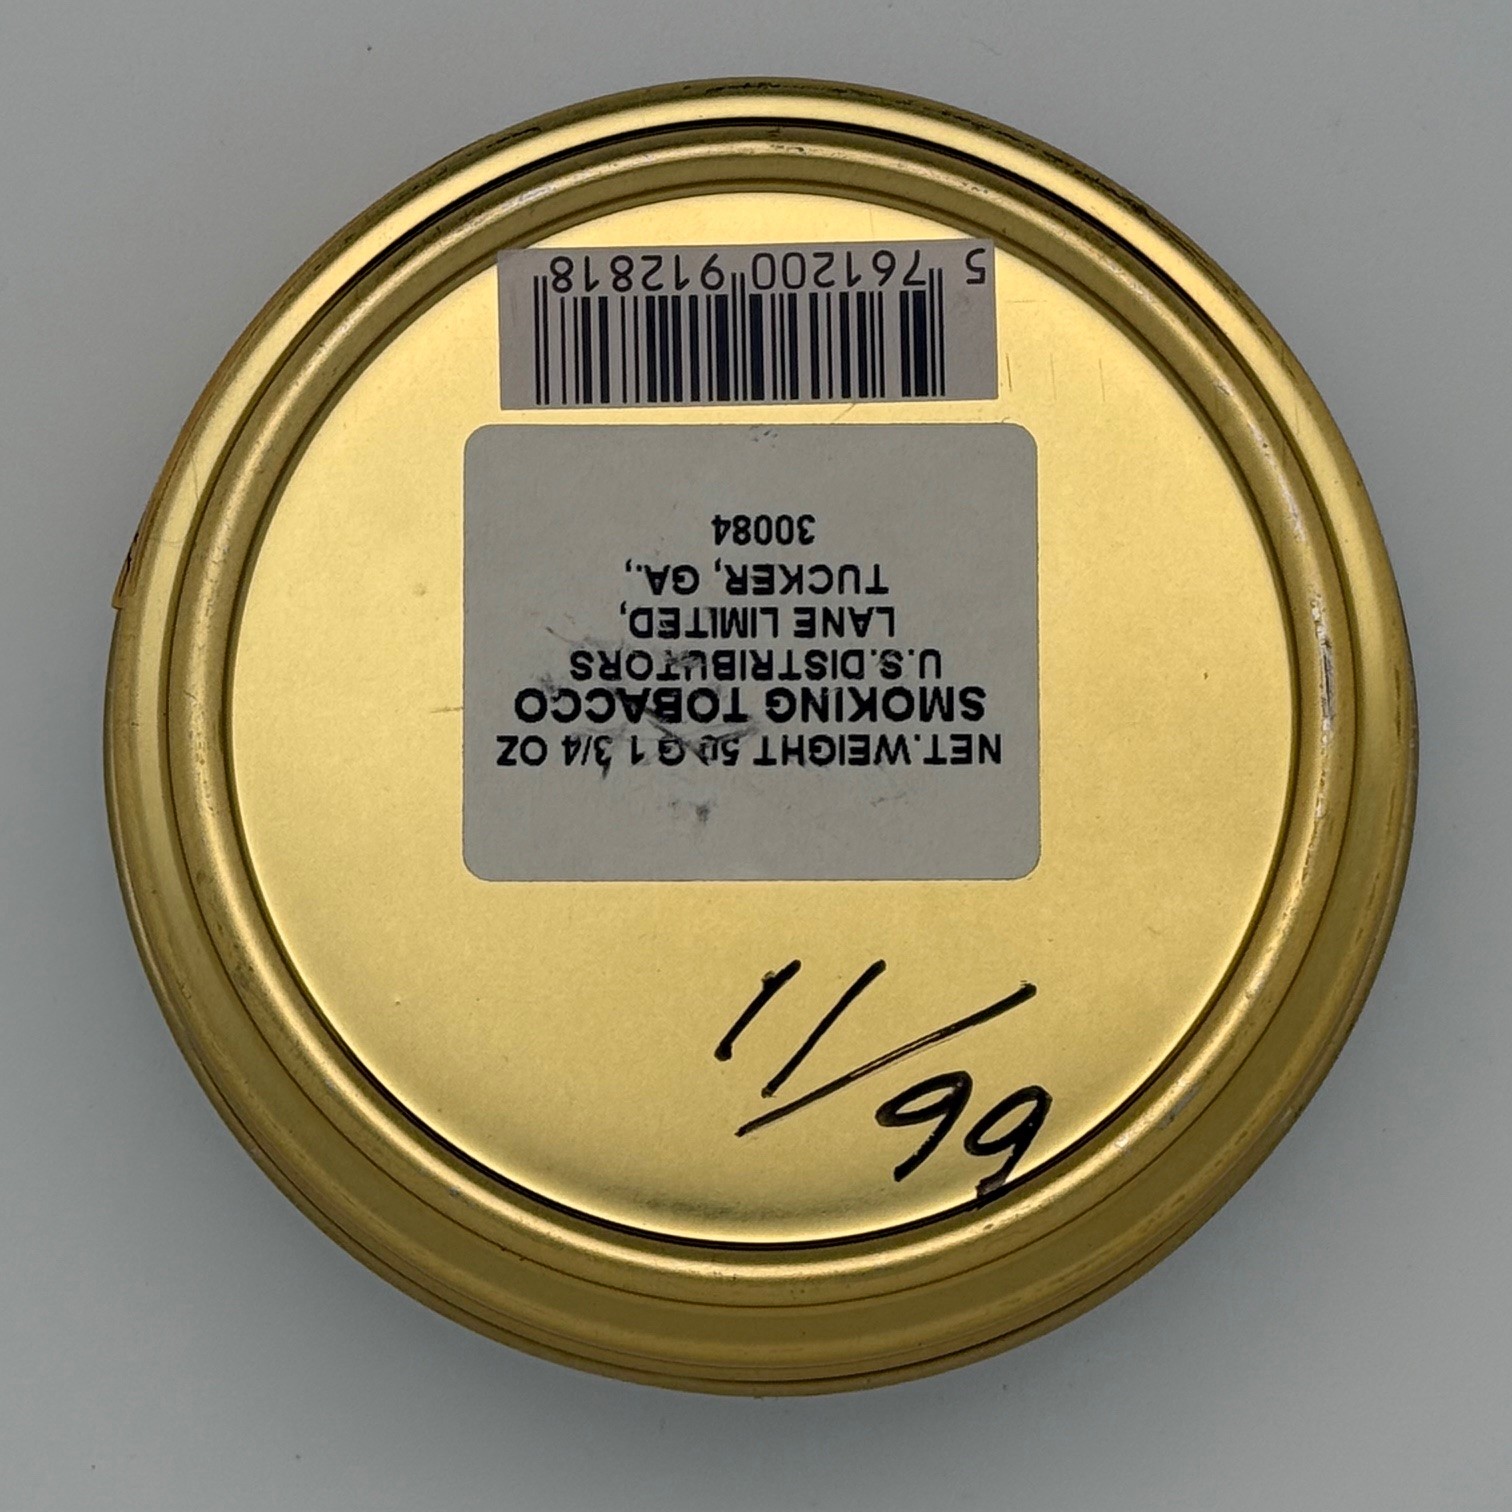 NET.WEIGHT 50 G 1 3/4 OZ
SMOKING TOBACCO
U.S.DISTRIBUTORS
LANE LIMITED,
TUCKER, GA.,
30084
5 761200 912818
11/99